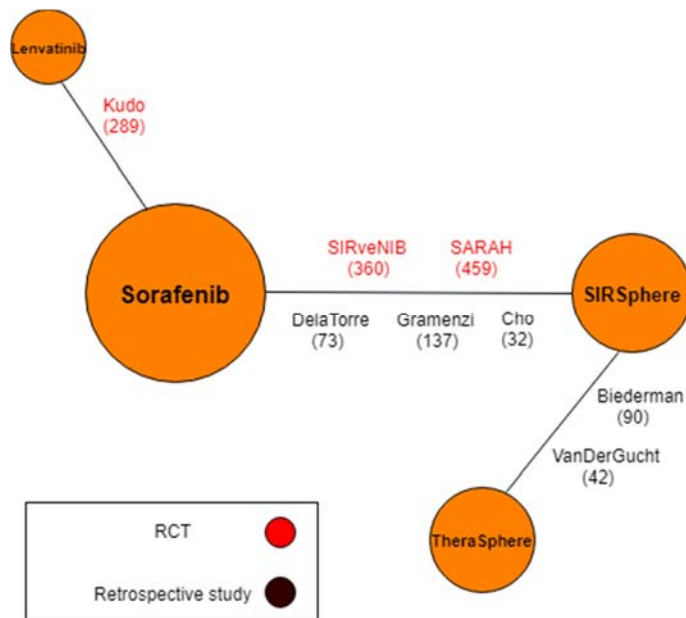 Lenvatinib
Kudo
(289)
SIRveNIB SARAH
(360) (459)
Sorafenib
SIRSphere
DelaTorre Gramenzi Cho
(73) (137) (32)
Biederman
(90)
VanDerGucht
(42)
TheraSphere
RCT
Retrospective study